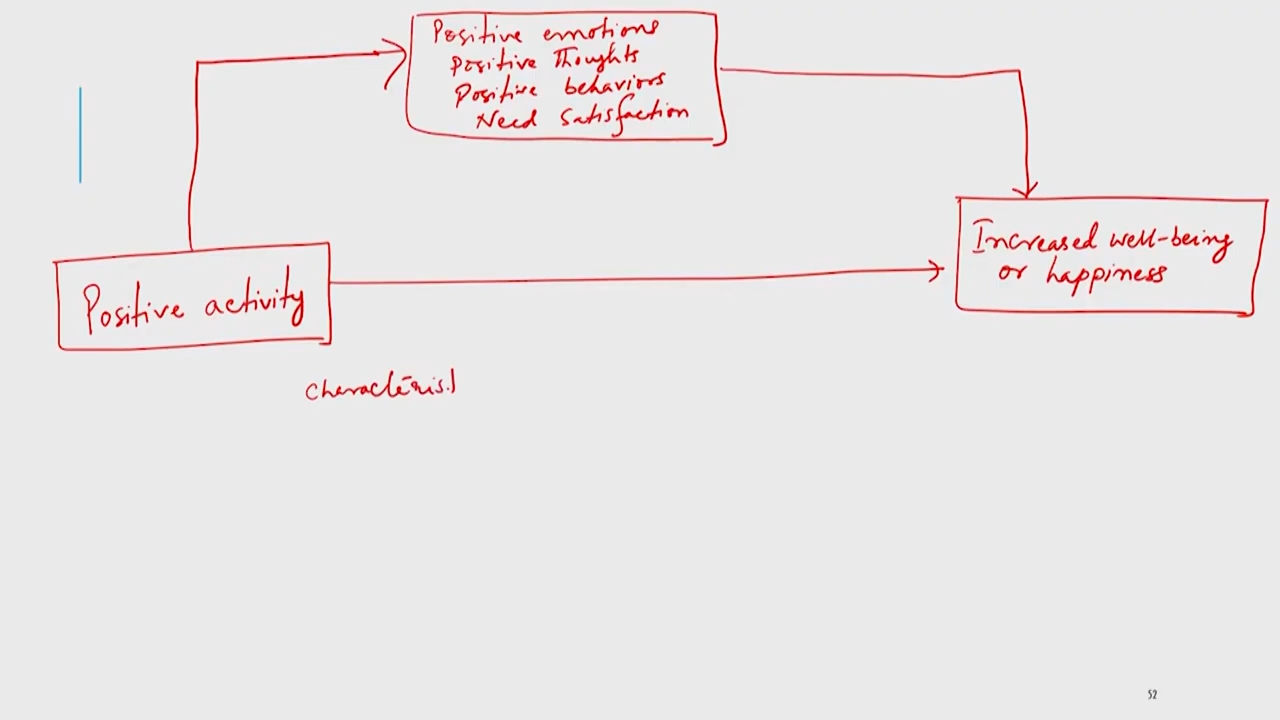 Positive emotions
Positive Thoughts
Positive behaviors
Need satisfaction
Increased well-being
or happiness
Positive activity
52